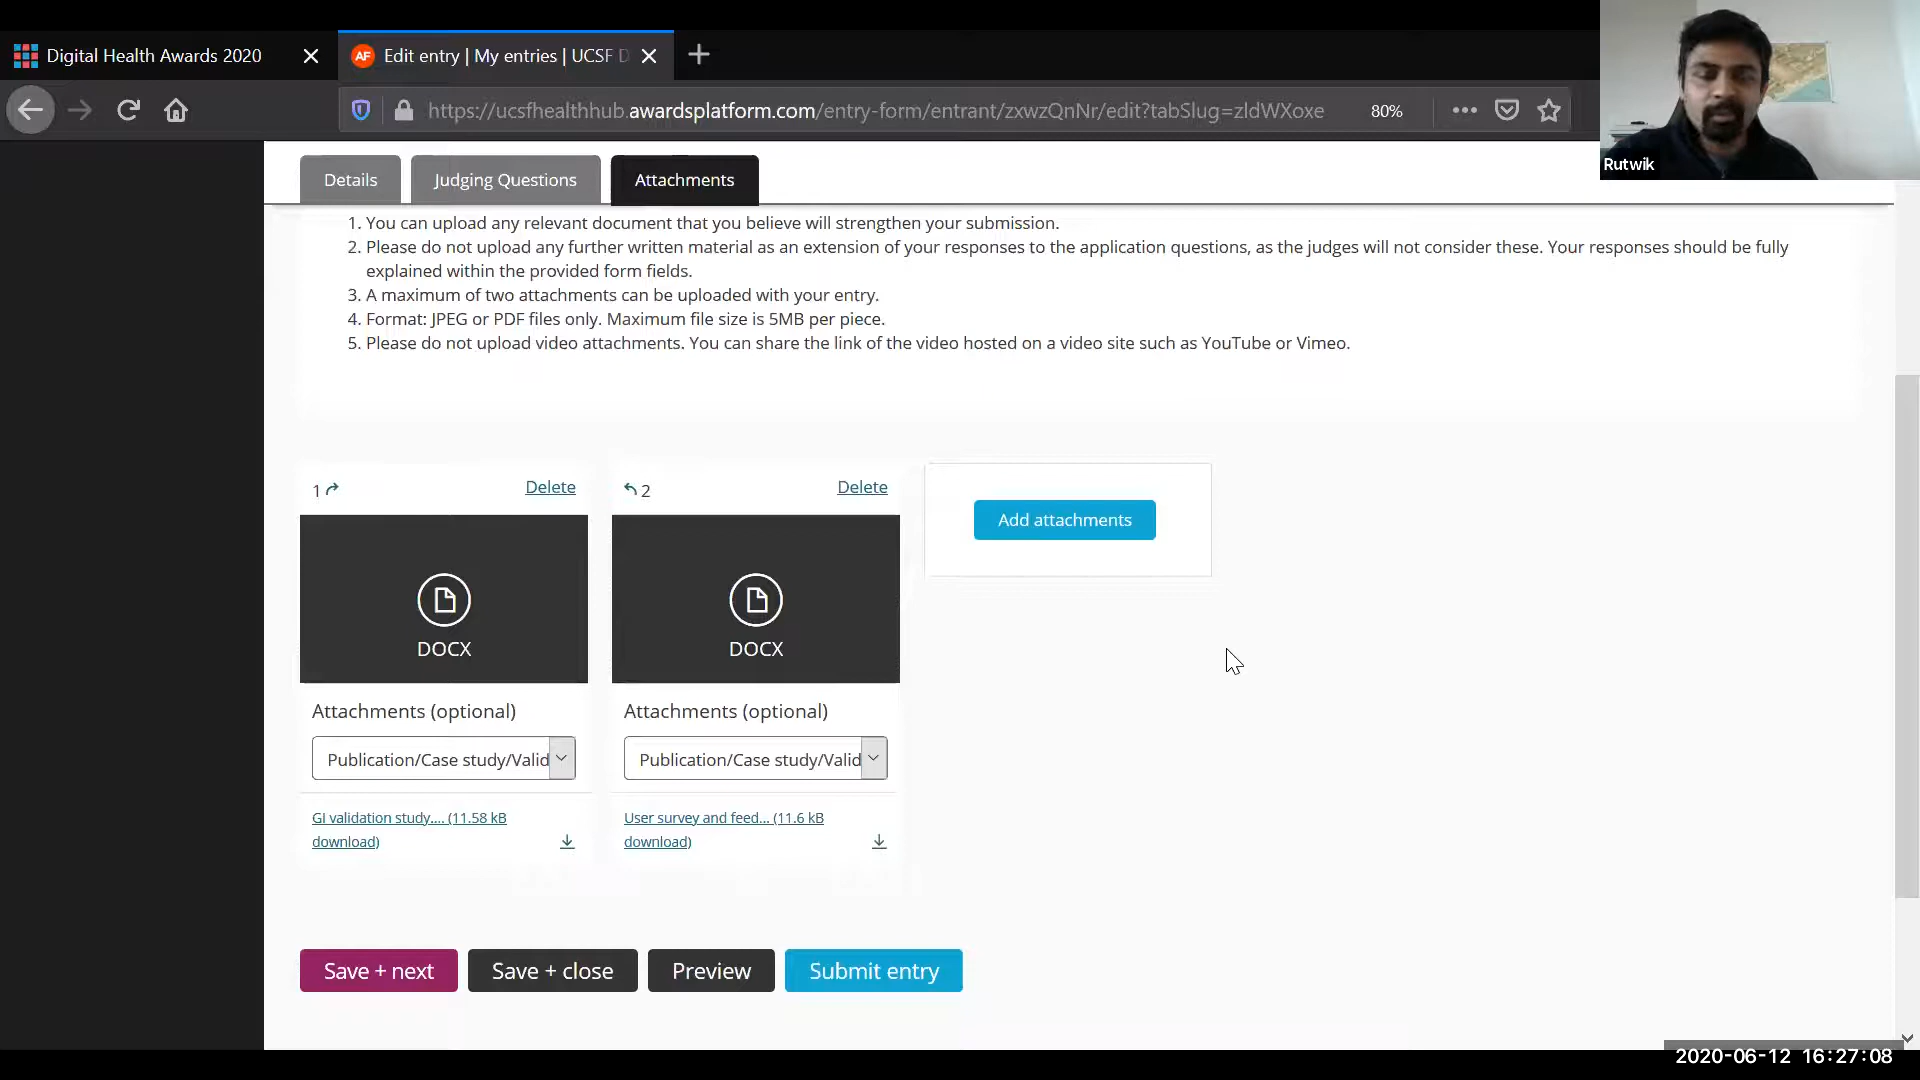 Digital Health Awards 2020
AF Edit entry | My entries | UCSF D
https://ucsfhealthhub.awardsplatform.com/entry-form/entrant/zxwzQnNr/edit?tabSlug=zldWXoxe 80%
Rutwik
Details Judging Questions Attachments
1. You can upload any relevant document that you believe will strengthen your submission.
2. Please do not upload any further written material as an extension of your responses to the application questions, as the judges will not consider these. Your responses should be fully
explained within the provided form fields.
3. A maximum of two attachments can be uploaded with your entry.
4. Format: JPEG or PDF files only. Maximum file size is 5MB per piece.
5. Please do not upload video attachments. You can share the link of the video hosted on a video site such as YouTube or Vimeo.
1 Delete 2 Delete
Add attachments
DOCX DOCX
Attachments (optional) Attachments (optional)
Publication/Case study/Valid Publication/Case study/Valid
GI validation study.... (11.58 kB User survey and feed... (11.6 kB
download) download)
Save + next Save + close Preview Submit entry
2020-06-12 16:27:08